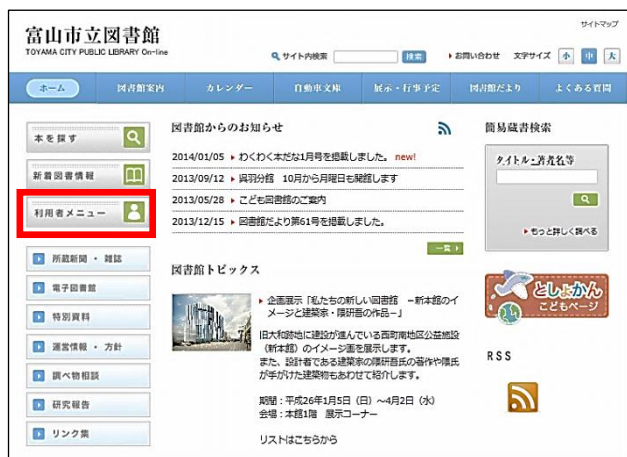 富山市立図書館
TOYAMA CITY PUBLIC LIBRARY On-line
サイトマップ
サイト内検索 検索 お問い合わせ 文字サイズ 小 中 大
ホーム 図書館案内 カレンダー 自動車文庫 展示・行事予定 図書館だより よくある質問
本を探す
新着図書情報
利用者メニュー
所蔵新聞・雑誌
電子図書館
特別資料
運営情報・方針
調べ物相談
研究報告
リンク集
図書館からのお知らせ
2014/01/05 わくわく本だな1月号を掲載しました。 new!
2013/09/12 呉羽分館 10月から月曜日も開館します
2013/05/28 こども図書館のご案内
2013/12/15 図書館だより第61号を掲載しました。
一覧
図書館トピックス
企画展示「私たちの新しい図書館 －新本館のイ
メージと建築家・隈研吾の作品－」
旧大和跡地に建設が進んでいる西町南地区公益施設
（新本館）のイメージ画を展示します。
また、設計者である建築家の隈研吾氏の著作や隈氏
が手がけた建築物もあわせて紹介します。
期間：平成26年1月5日（日）～4月2日（水）
会場：本館1階 展示コーナー
リストはこちらから
簡易蔵書検索
タイトル・著者名等
もっと詳しく調べる
としょかん
こどもページ
RSS